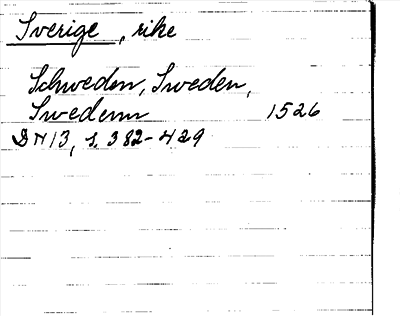 Sverige, rike
Schweden, Sweden,
Swedenn 1526
DN 13, s. 382-429